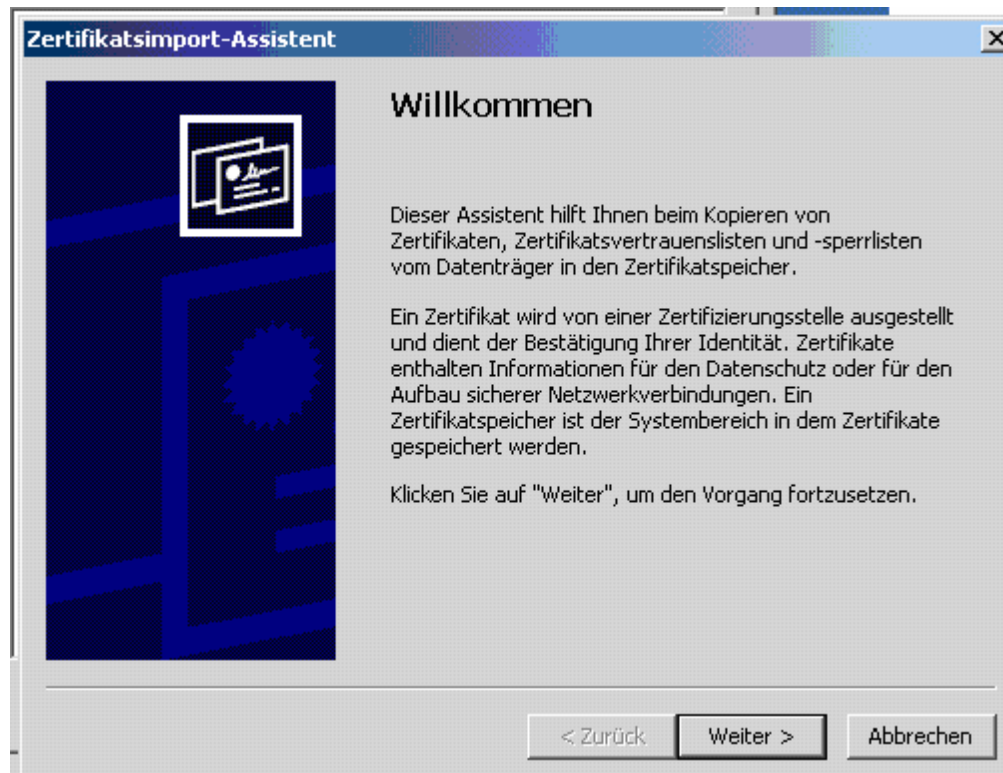 Zertifikatsimport-Assistent
Willkommen
Dieser Assistent hilft Ihnen beim Kopieren von
Zertifikaten, Zertifikatsvertrauenslisten und -sperrlisten
vom Datenträger in den Zertifikatspeicher.
Ein Zertifikat wird von einer Zertifizierungsstelle ausgestellt
und dient der Bestätigung Ihrer Identität. Zertifikate
enthalten Informationen für den Datenschutz oder für den
Aufbau sicherer Netzwerkverbindungen. Ein
Zertifikatspeicher ist der Systembereich in dem Zertifikate
gespeichert werden.
Klicken Sie auf "Weiter", um den Vorgang fortzusetzen.
< Zurück Weiter > Abbrechen